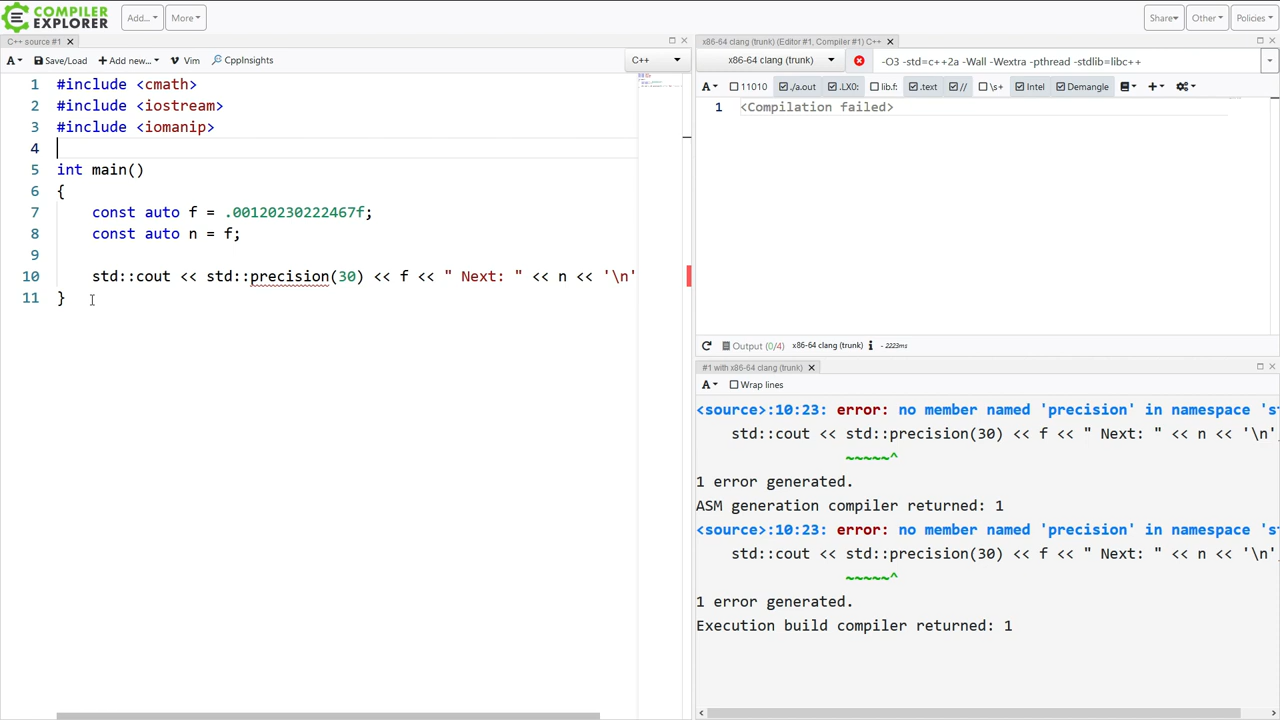 COMPILER EXPLORER
Add... More
Share Other Policies
C++ source #1
A Save/Load Add new... Vim CppInsights
C++
1 #include <cmath>
2 #include <iostream>
3 #include <iomanip>
4
5 int main()
6 {
7 const auto f = .00120230222467f;
8 const auto n = f;
9
10 std::cout << std::precision(30) << f << " Next: " << n << '\n'
11 }
x86-64 clang (trunk) (Editor #1, Compiler #1) C++
x86-64 clang (trunk) -O3 -std=c++2a -Wall -Wextra -pthread -stdlib=libc++
A 11010 ./a.out .LX0: lib.f: .text // \s+ Intel Demangle
1 <Compilation failed>
Output (0/4) x86-64 clang (trunk) i - 2223ms
#1 with x86-64 clang (trunk)
A Wrap lines
<source>:10:23: error: no member named 'precision' in namespace 's
std::cout << std::precision(30) << f << " Next: " << n << '\n'
~~~~~^
1 error generated.
ASM generation compiler returned: 1
<source>:10:23: error: no member named 'precision' in namespace 's
std::cout << std::precision(30) << f << " Next: " << n << '\n'
~~~~~^
1 error generated.
Execution build compiler returned: 1